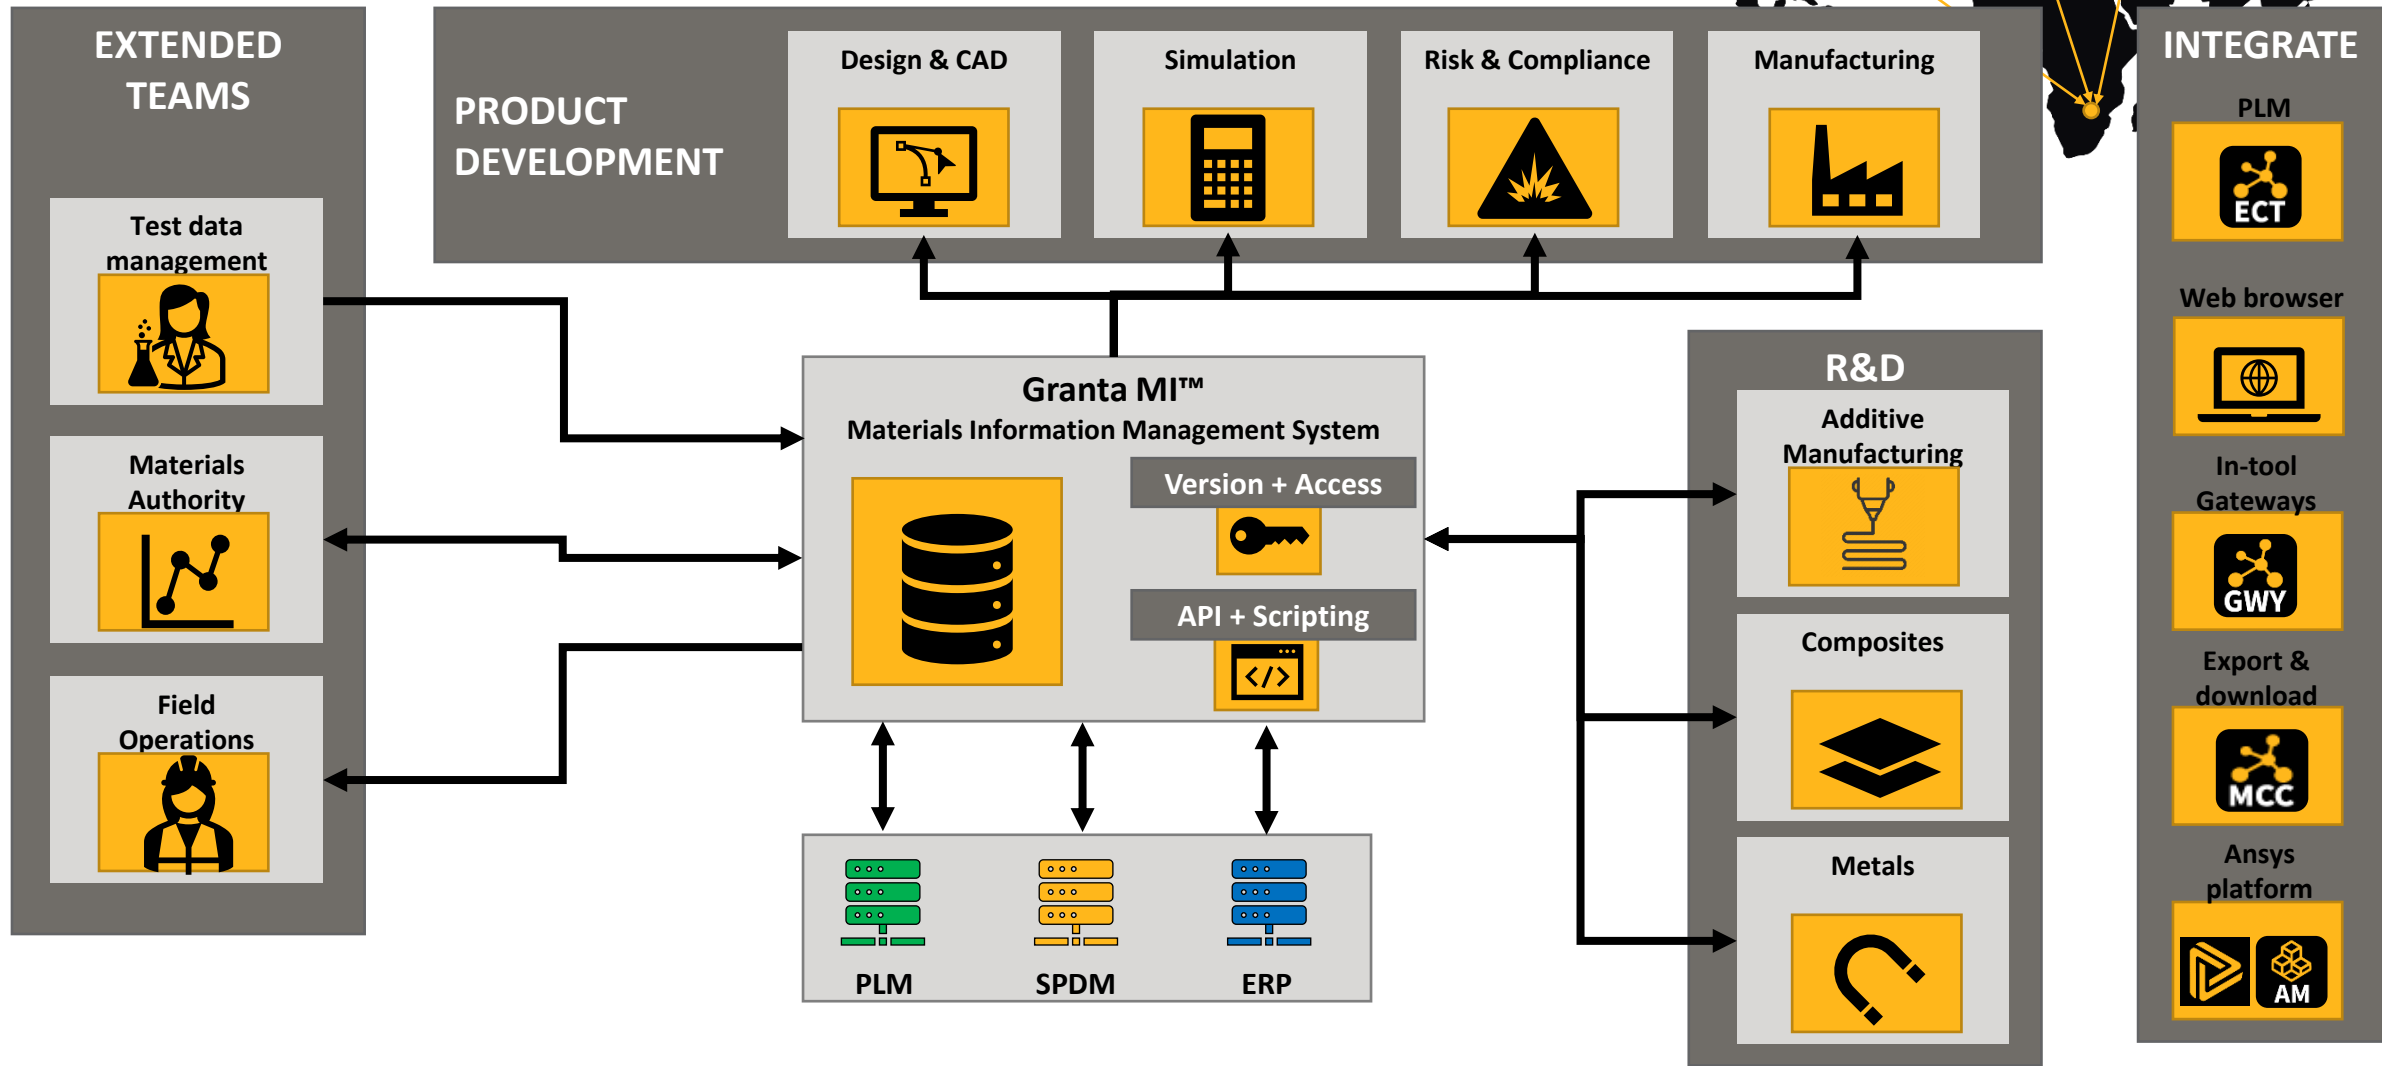 EXTENDED
TEAMS
Test data
management
Materials
Authority
Field
Operations
PRODUCT
DEVELOPMENT
Design & CAD
Simulation
Risk & Compliance
Manufacturing
Granta MI™
Materials Information Management System
Version + Access
API + Scripting
</>
PLM
SPDM
ERP
R&D
Additive
Manufacturing
Composites
Metals
INTEGRATE
PLM
ECT
Web browser
In-tool
Gateways
GWY
Export &
download
MCC
Ansys
platform
AM